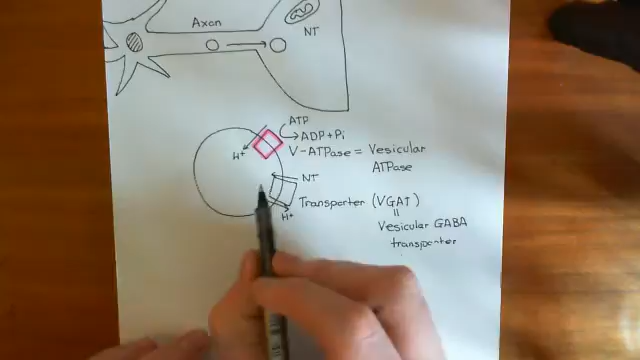 Axon
NT
ATP
ADP+Pi
H+
V-ATPase = Vesicular
ATPase
NT
Transporter (VGAT)
H+
=
Vesicular GABA
transporter